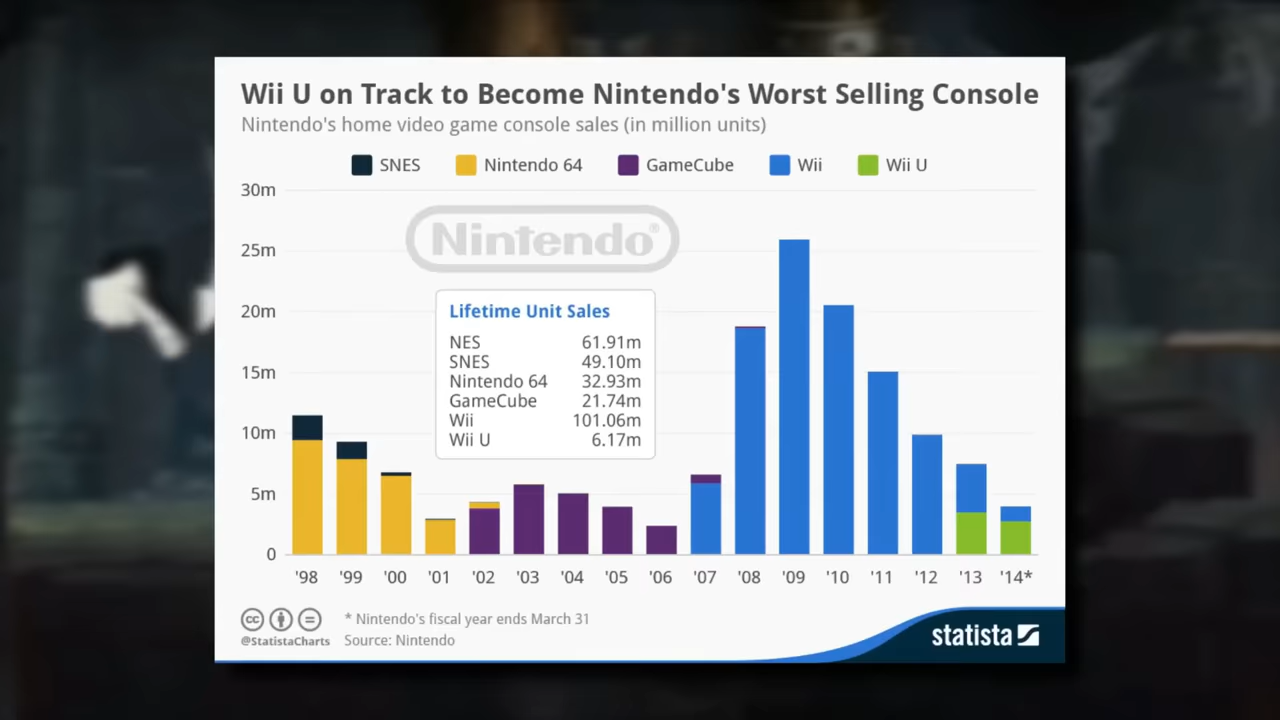 Wii U on Track to Become Nintendo's Worst Selling Console
Nintendo's home video game console sales (in million units)
SNES Nintendo 64 GameCube Wii Wii U
30m
Nintendo®
25m
Lifetime Unit Sales
20m
NES 61.91m
SNES 49.10m
15m
Nintendo 64 32.93m
GameCube 21.74m
Wii 101.06m
10m
Wii U 6.17m
5m
0
'98 '99 '00 '01 '02 '03 '04 '05 '06 '07 '08 '09 '10 '11 '12 '13 '14*
cc
@StatistaCharts
* Nintendo's fiscal year ends March 31
Source: Nintendo
statista